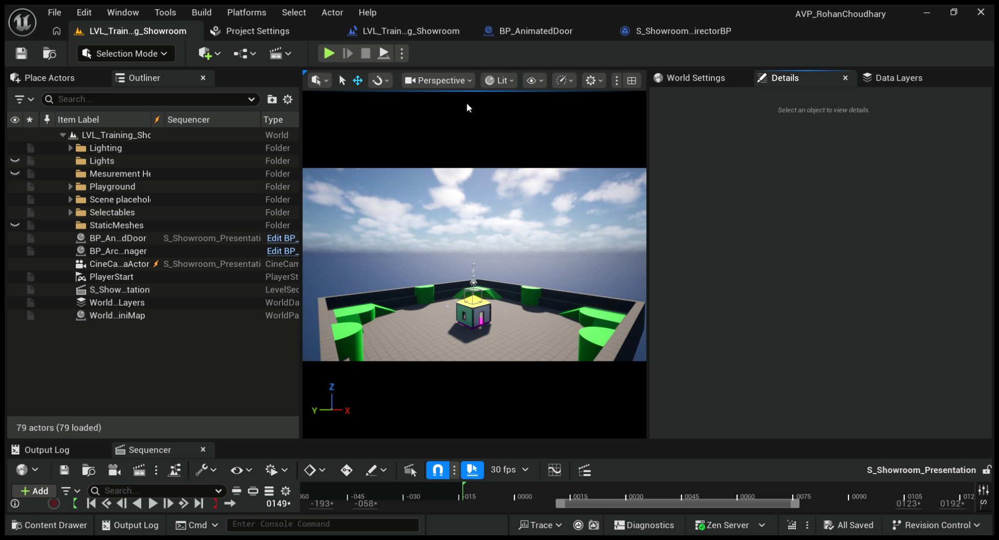 File Edit Window Tools Build Platforms Select Actor Help
AVP_RohanChoudhary
LVL_Train...g_Showroom Project Settings LVL_Train...g_Showroom BP_AnimatedDoor S_Showroom...irectorBP
Selection Mode
Place Actors Outliner
Perspective Lit
World Settings Details Data Layers
Search...
Select an object to view details.
Item Label Sequencer Type
LVL_Training_Sho World
Lighting Folder
Lights Folder
Mesurement He Folder
Playground Folder
Scene placehol Folder
Selectables Folder
StaticMeshes Folder
BP_An...dDoor S_Showroom_Presentati Edit BP_
BP_Arc...nager Edit BP_
CineCa...aActor S_Showroom_Presentati CineCam
PlayerStart PlayerSt
S_Show...tation LevelSec
World...Layers WorldDa
World...iniMap WorldPa
Z
Y X
79 actors (79 loaded)
Output Log Sequencer
30 fps
S_Showroom_Presentation
Add Search...
-045 -030 -015 0000 0015 0030 0045 0060 0075 0090 0105 012
0149* -193* -058* 0123* 0192*
S...
Content Drawer Output Log Cmd Enter Console Command Trace Diagnostics Zen Server All Saved Revision Control